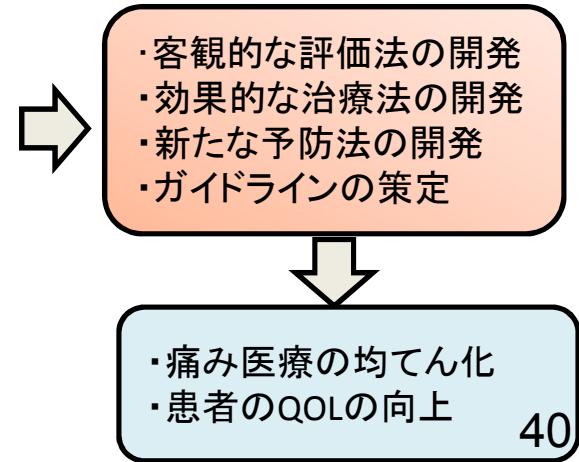 ・客観的な評価法の開発
・効果的な治療法の開発
・新たな予防法の開発
・ガイドラインの策定
・痛み医療の均てん化
・患者のQOLの向上
40